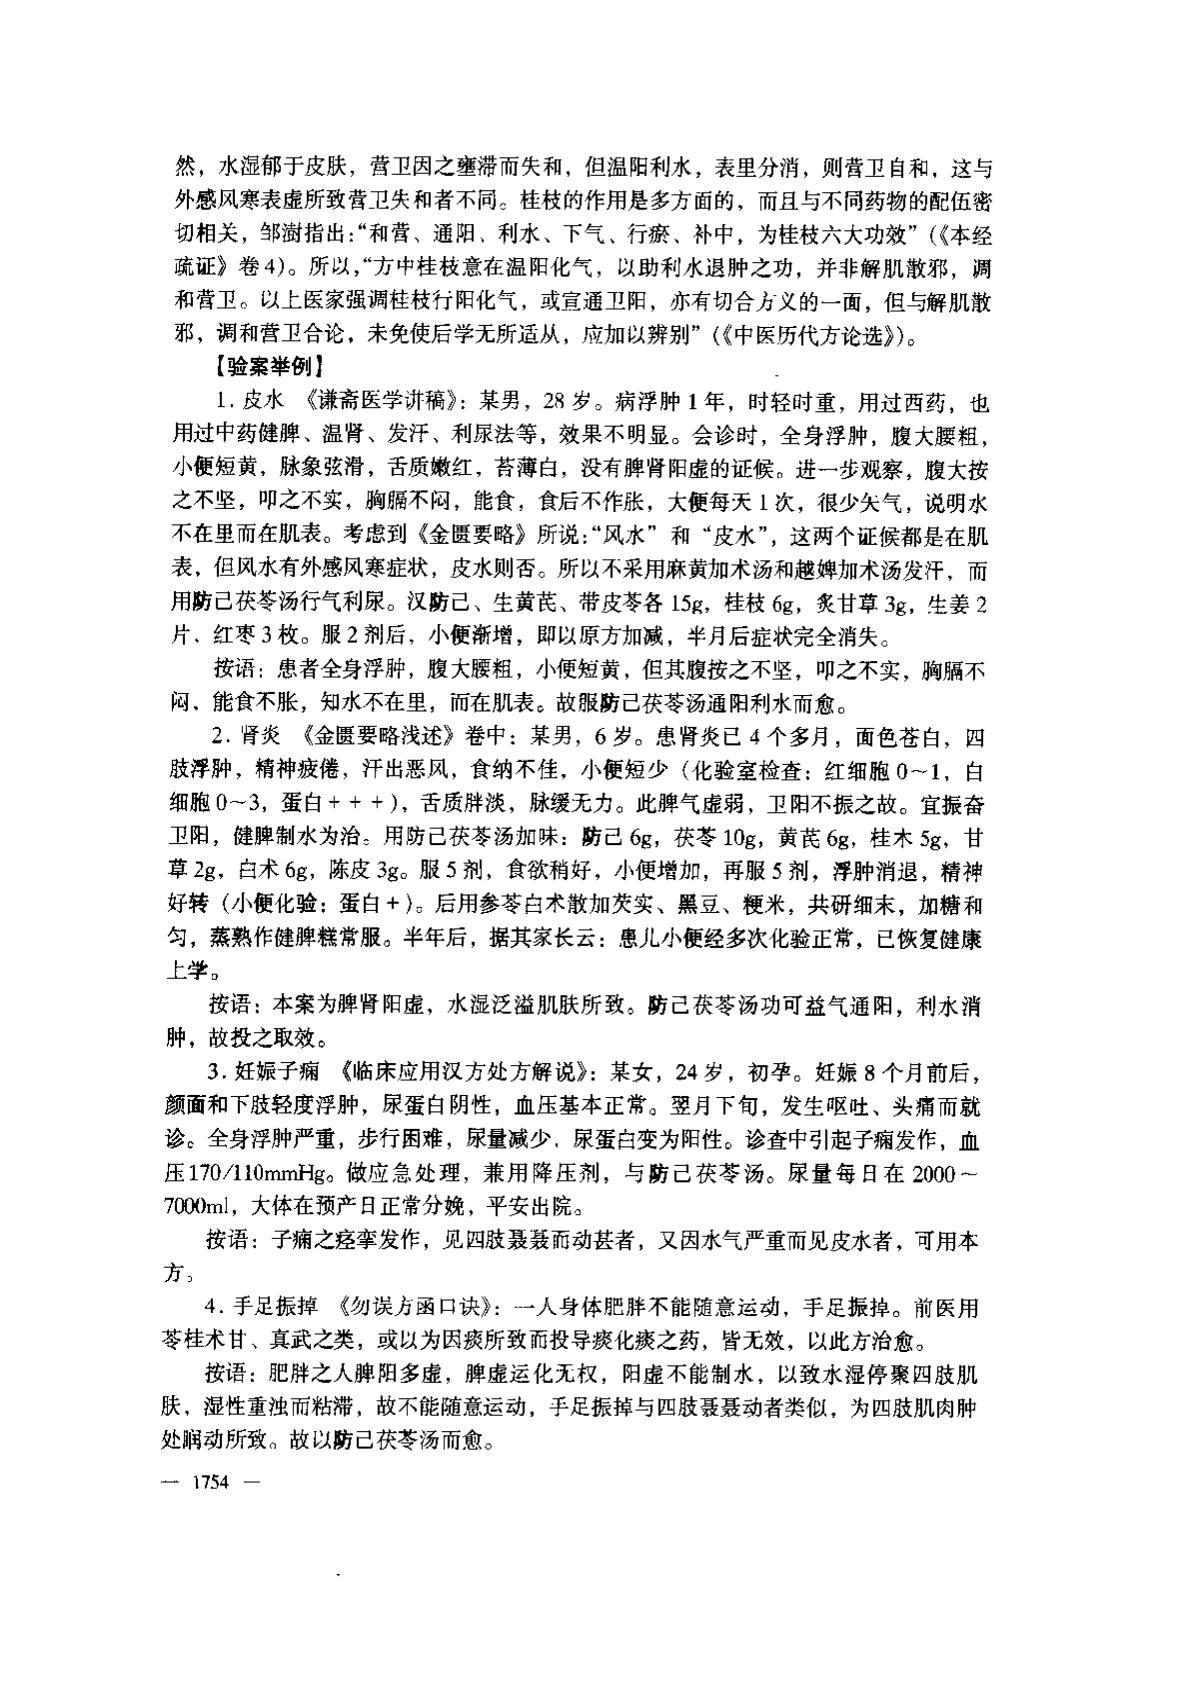 然，水湿郁于皮肤，营卫因之壅滞而失和，但温阳利水，表里分消，则营卫自和，这与
外感风寒表虚所致营卫失和者不同。桂枝的作用是多方面的，而且与不同药物的配伍密
切相关，邹澍指出:“和营、通阳、利水、下气、行瘀、补中，为桂枝六大功效”(《本经
疏证》卷4)。所以,“方中桂枝意在温阳化气，以助利水退肿之功，并非解肌散邪，调
和营卫。以上医家强调桂枝行阳化气，或宣通卫阳，亦有切合方义的一面，但与解肌散
邪，调和营卫合论，未免使后学无所适从，应加以辨别”(《中医历代方论选》)。
【验案举例】
1. 皮水 《谦斋医学讲稿》：某男，28岁。病浮肿1年，时轻时重，用过西药，也
用过中药健脾、温肾、发汗、利尿法等，效果不明显。会诊时，全身浮肿，腹大腰粗，
小便短黄，脉象弦滑，舌质嫩红，苔薄白，没有脾肾阳虚的证候。进一步观察，腹大按
之不坚，叩之不实，胸膈不闷，能食，食后不作胀，大便每天1次，很少矢气，说明水
不在里而在肌表。考虑到《金匮要略》所说:“风水”和“皮水”，这两个证候都是在肌
表，但风水有外感风寒症状，皮水则否。所以不采用麻黄加术汤和越婢加术汤发汗，而
用防己茯苓汤行气利尿。汉防己、生黄芪、带皮苓各15g，桂枝6g，炙甘草3g，生姜2
片、红枣3枚。服2剂后，小便渐增，即以原方加减，半月后症状完全消失。
按语：患者全身浮肿，腹大腰粗，小便短黄，但其腹按之不坚，叩之不实，胸膈不
闷、能食不胀，知水不在里，而在肌表。故服防己茯苓汤通阳利水而愈。
2. 肾炎 《金匮要略浅述》卷中：某男，6岁。患肾炎已4个多月，面色苍白，四
肢浮肿，精神疲倦，汗出恶风，食纳不佳，小便短少（化验室检查：红细胞0～1，白
细胞0～3，蛋白+++)，舌质胖淡，脉缓无力。此脾气虚弱，卫阳不振之故。宜振奋
卫阳，健脾制水为治。用防己茯苓汤加味：防己6g，茯苓10g，黄芪6g，桂木5g，甘
草2g，白术6g，陈皮3g。服5剂，食欲稍好，小便增加，再服5剂，浮肿消退，精神
好转（小便化验：蛋白+)。后用参苓白术散加芡实、黑豆、粳米，共研细末，加糖和
匀，蒸熟作健脾糕常服。半年后，据其家长云：患儿小便经多次化验正常，已恢复健康
上学。
按语：本案为脾肾阳虚，水湿泛溢肌肤所致。防己茯苓汤功可益气通阳，利水消
肿，故投之取效。
3. 妊娠子痫 《临床应用汉方处方解说》：某女，24岁，初孕。妊娠8个月前后，
颜面和下肢轻度浮肿，尿蛋白阴性，血压基本正常。翌月下旬，发生呕吐、头痛而就
诊。全身浮肿严重，步行困难，尿量减少，尿蛋白变为阳性。诊查中引起子痫发作，血
压170/110mmHg。做应急处理，兼用降压剂，与防己茯苓汤。尿量每日在2000～
7000ml，大体在预产日正常分娩，平安出院。
按语：子痫之痉挛发作，见四肢聂聂而动甚者，又因水气严重而见皮水者，可用本
方。
4. 手足振掉 《勿误方函口诀》：一人身体肥胖不能随意运动，手足振掉。前医用
苓桂术甘、真武之类，或以为因痰所致而投导痰化痰之药，皆无效，以此方治愈。
按语：肥胖之人脾阳多虚，脾虚运化无权，阳虚不能制水，以致水湿停聚四肢肌
肤，湿性重浊而粘滞，故不能随意运动，手足振掉与四肢聂聂动者类似，为四肢肌肉肿
处瞤动所致。故以防己茯苓汤而愈。
— 1754 —